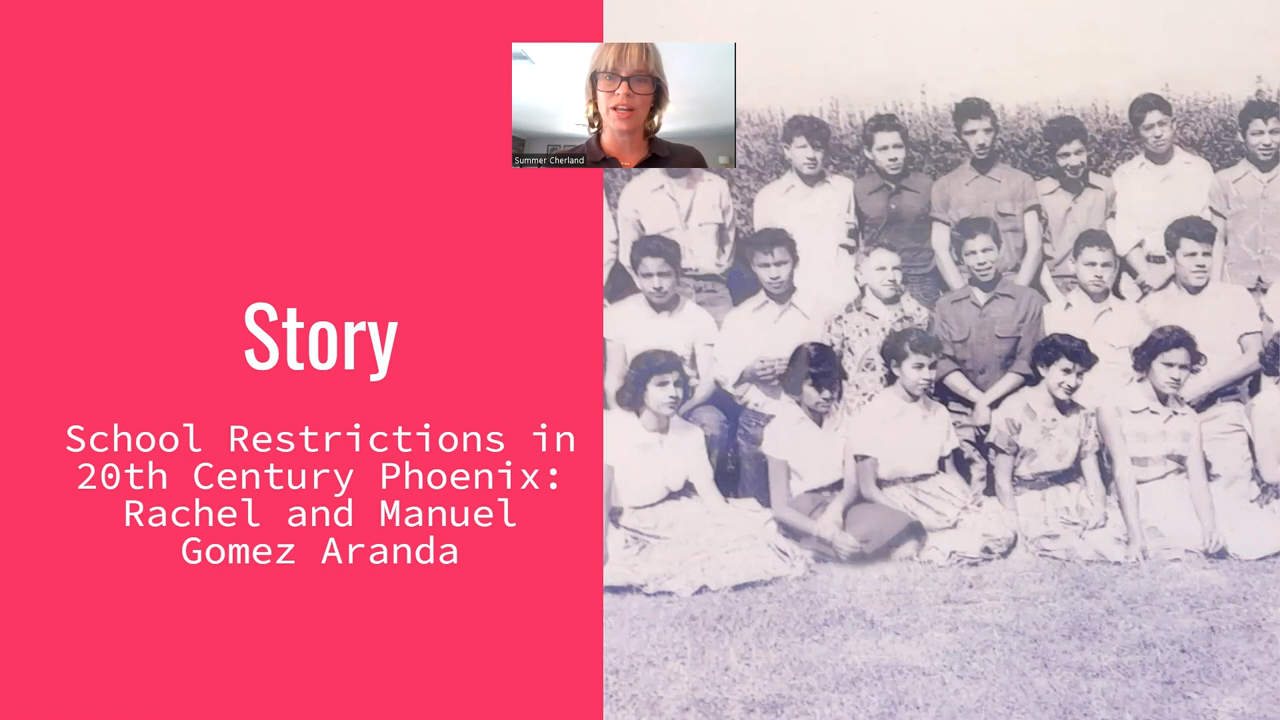 Summer Cherland
Story
School Restrictions in
20th Century Phoenix:
Rachel and Manuel
Gomez Aranda